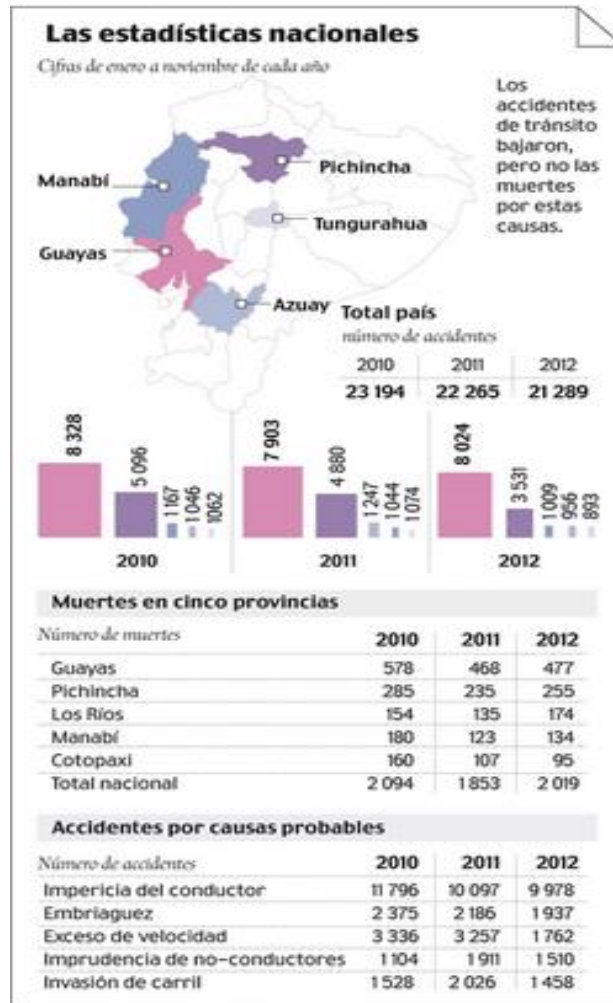 Las estadísticas nacionales
Cifras de enero a noviembre de cada año
Los
accidentes
de tránsito
bajaron,
pero no las
muertes
por estas
causas.
Manabí
Pichincha
Tungurahua
Guayas
Azuay
Total país
número de accidentes
2010 2011 2012
23 194 22 265 21 289
8 328 5 096 1 167 1 046 1062
7 903 4 880 1 247 1 044 1 074
8 024 3 531 1 009 956 893
2010 2011 2012
Muertes en cinco provincias
Número de muertes 2010 2011 2012
Guayas 578 468 477
Pichincha 285 235 255
Los Ríos 154 135 174
Manabí 180 123 134
Cotopaxi 160 107 95
Total nacional 2 094 1 853 2 019
Accidentes por causas probables
Número de accidentes 2010 2011 2012
Impericia del conductor 11 796 10 097 9 978
Embriaguez 2 375 2 186 1 937
Exceso de velocidad 3 336 3 257 1 762
Imprudencia de no-conductores 1 104 1 911 1 510
Invasión de carril 1 528 2 026 1 458